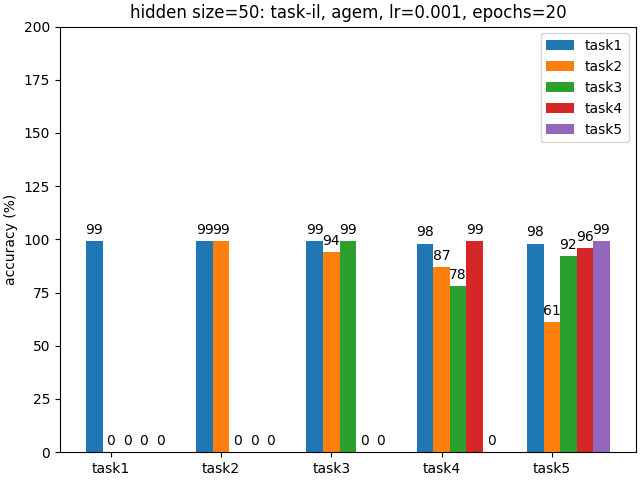 hidden size=50: task-il, agem, lr=0.001, epochs=20
accuracy (%)
200
175
150
125
100
75
50
25
0
task1
task2
task3
task4
task5
99 0 0 0 0
99 99 0 0 0
99 94 99 0 0
98 87 78 99 0
98 61 92 96 99
task1 task2 task3 task4 task5